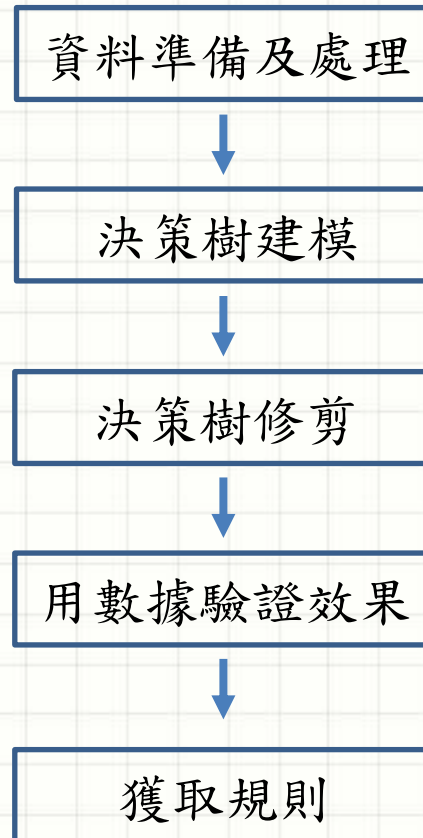 資料準備及處理
決策樹建模
決策樹修剪
用數據驗證效果
獲取規則